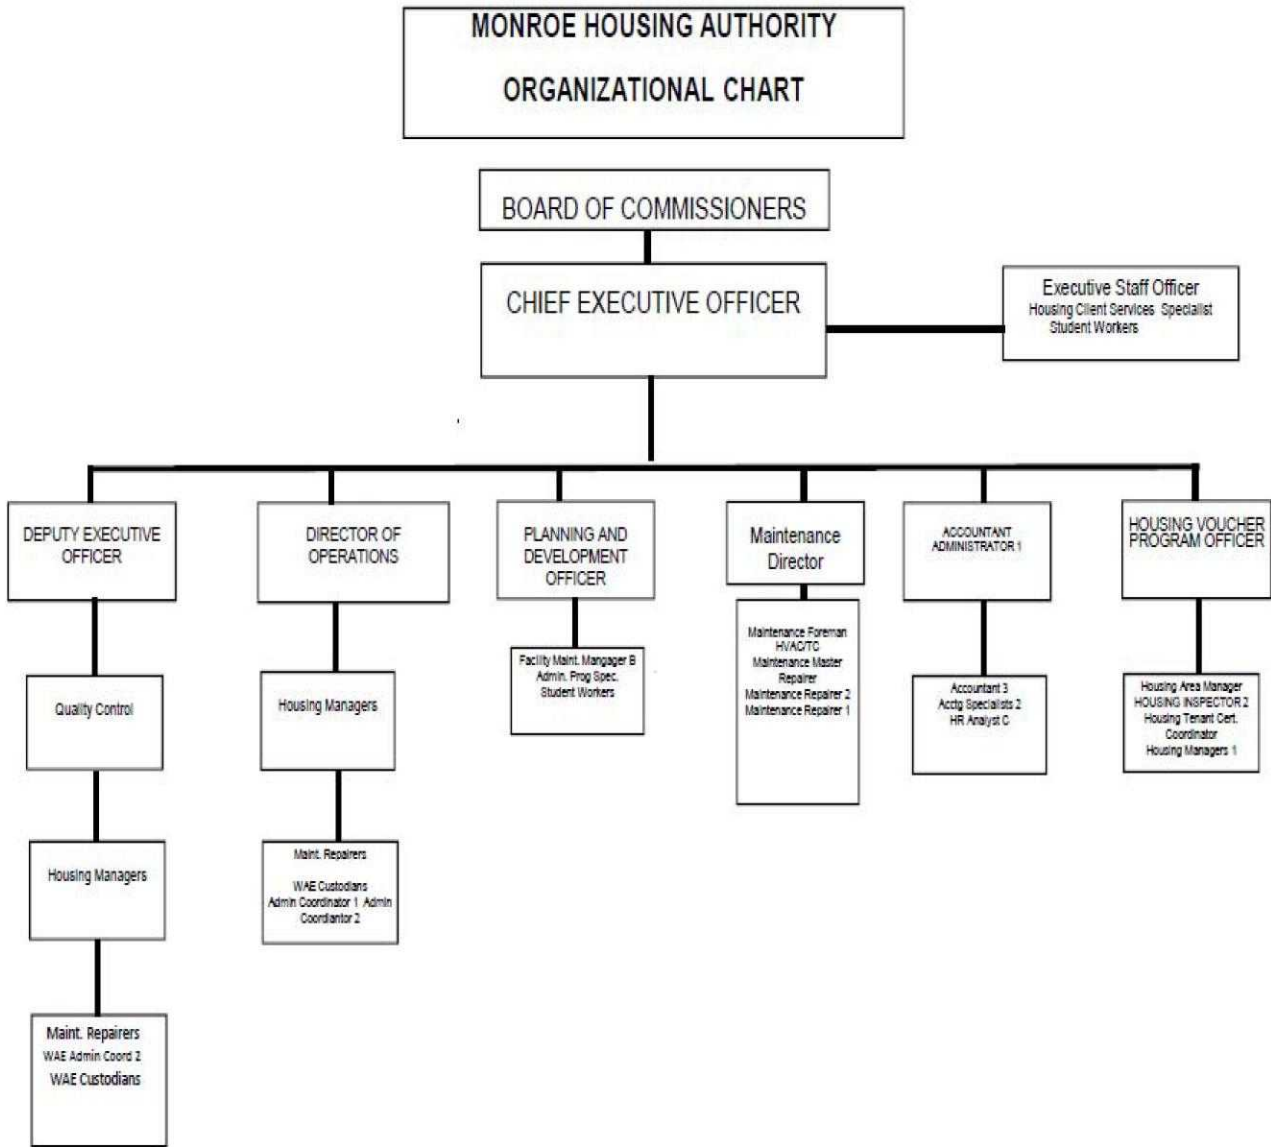 MONROE HOUSING AUTHORITY
ORGANIZATIONAL CHART
BOARD OF COMMISSIONERS
CHIEF EXECUTIVE OFFICER
Executive Staff Officer
Housing Client Services Specialist
Student Workers
DEPUTY EXECUTIVE
OFFICER
Quality Control
Housing Managers
Maint. Repairers
WAE Admin Coord 2
WAE Custodians
DIRECTOR OF
OPERATIONS
Housing Managers
Maint. Repairers
WAE Custodians
Admin Coordinator 1 Admin
Coordiantor 2
PLANNING AND
DEVELOPMENT
OFFICER
Facility Maint. Mangager B
Admin. Prog Spec.
Student Workers
Maintenance
Director
Maintenance Foreman
HVAC/TC
Maintenance Master
Repairer
Maintenance Repairer 2
Maintenance Repairer 1
ACCOUNTANT
ADMINISTRATOR 1
Accountant 3
Acctg Specialists 2
HR Analyst C
HOUSING VOUCHER
PROGRAM OFFICER
Housing Area Manager
HOUSING INSPECTOR 2
Housing Tenant Cert.
Coordinator
Housing Managers 1